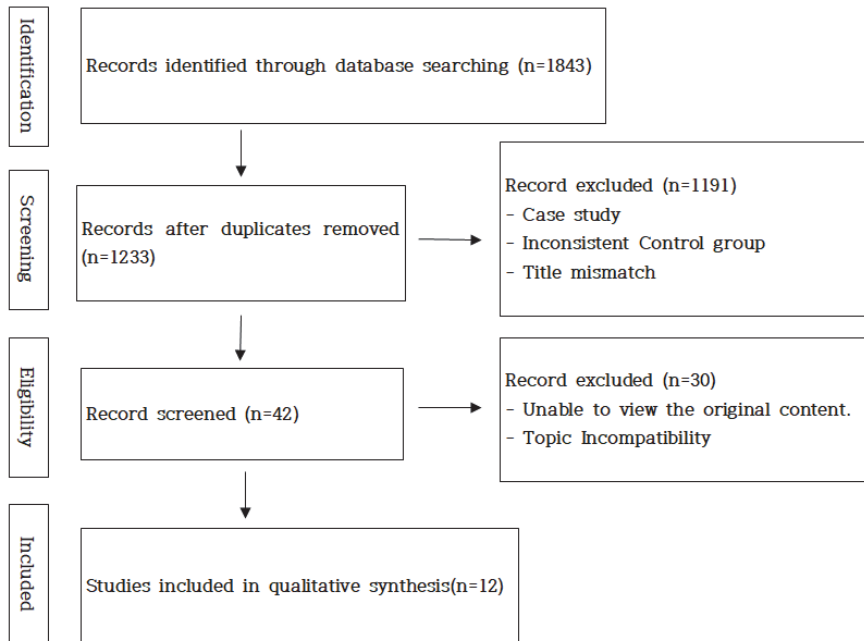 Identification
Records identified through database searching (n=1843)
Screening
Records after duplicates removed
(n=1233)
Record excluded (n=1191)
- Case study
- Inconsistent Control group
- Title mismatch
Eligibility
Record screened (n=42)
Record excluded (n=30)
- Unable to view the original content.
- Topic Incompatibility
Included
Studies included in qualitative synthesis(n=12)